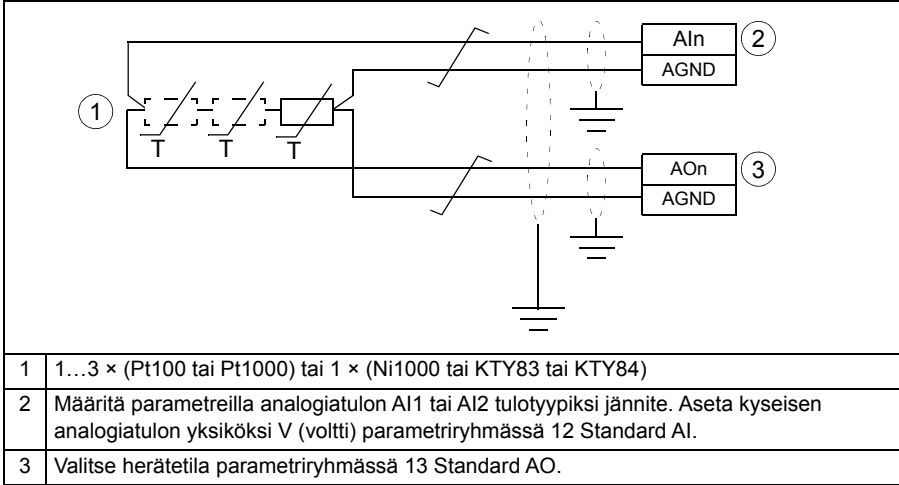 AIn
2
AGND
1
T T T
AOn
3
AGND
1 1…3 × (Pt100 tai Pt1000) tai 1 × (Ni1000 tai KTY83 tai KTY84)
2 Määritä parametreilla analogiatulon AI1 tai AI2 tulotyypiksi jännite. Aseta kyseisen
analogiatulon yksiköksi V (voltti) parametriryhmässä 12 Standard AI.
3 Valitse herätetila parametriryhmässä 13 Standard AO.